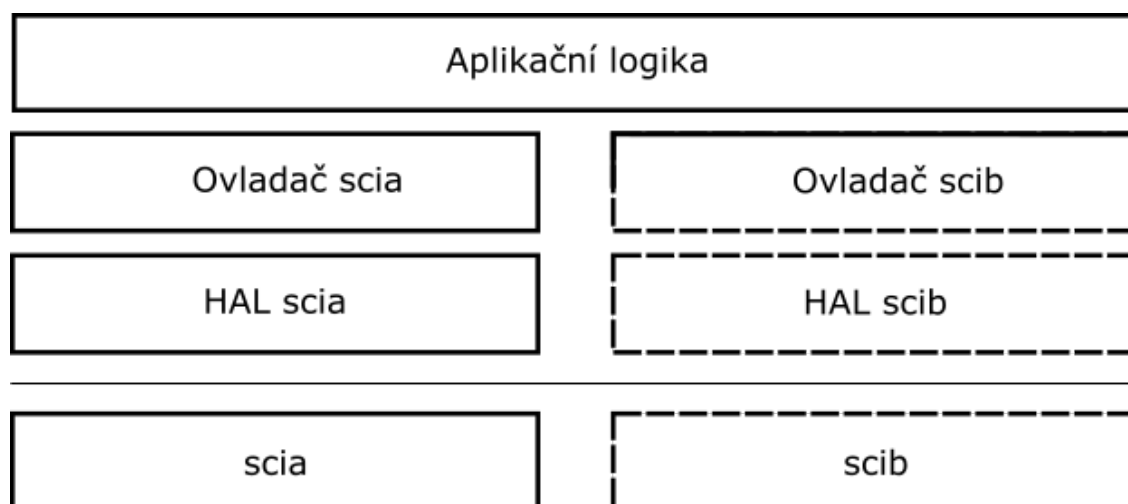 Aplikační logika
Ovladač scia
Ovladač scib
HAL scia
HAL scib
scia
scib